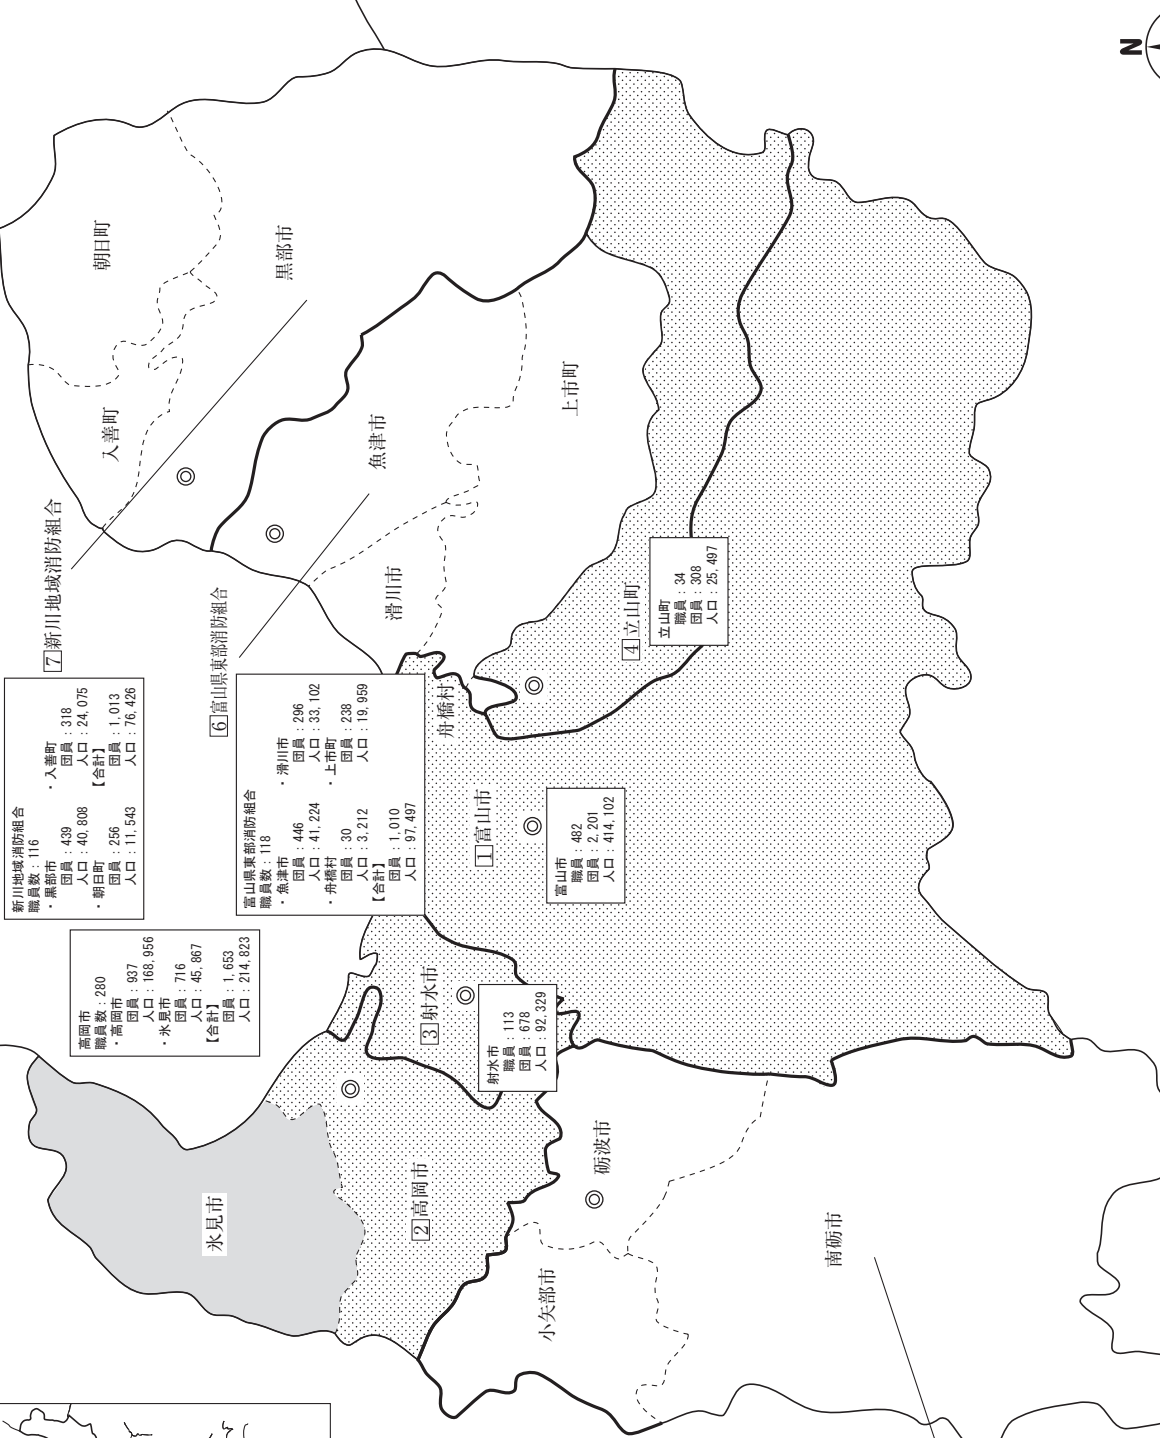 7 新川地域消防組合
新川地域消防組合
職員数：116
・黒部市
団員：439
人口：40,808
・朝日町
団員：256
人口：11,543
・入善町
団員：318
人口：24,075
【合計】
団員：1,013
人口：76,426
6 富山県東部消防組合
富山県東部消防組合
職員数：118
・魚津市
団員：446
人口：41,224
・舟橋村
団員：30
人口：3,212
・滑川市
団員：296
人口：33,102
・上市町
団員：238
人口：19,959
【合計】
団員：1,010
人口：97,497
高岡市
職員数：280
・高岡市
団員：937
人口：168,956
・氷見市
団員：716
人口：45,867
【合計】
団員：1,653
人口：214,823
朝日町
入善町
黒部市
魚津市
滑川市
上市町
舟橋村
4 立山町
立山町
職員：34
団員：308
人口：25,497
1 富山市
富山市
職員：482
団員：2,201
人口：414,102
3 射水市
射水市
職員：113
団員：678
人口：92,329
氷見市
2 高岡市
砺波市
小矢部市
南砺市
N